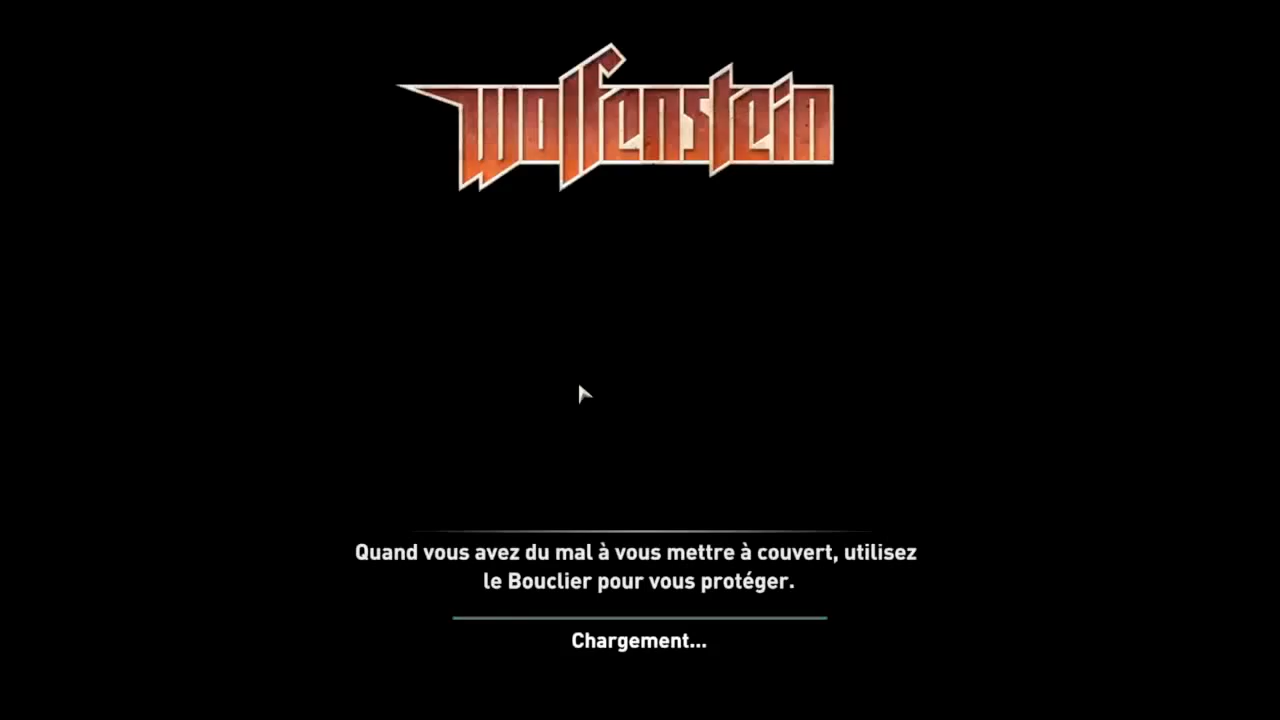 Wolfenstein
Quand vous avez du mal à vous mettre à couvert, utilisez
le Bouclier pour vous protéger.
Chargement...